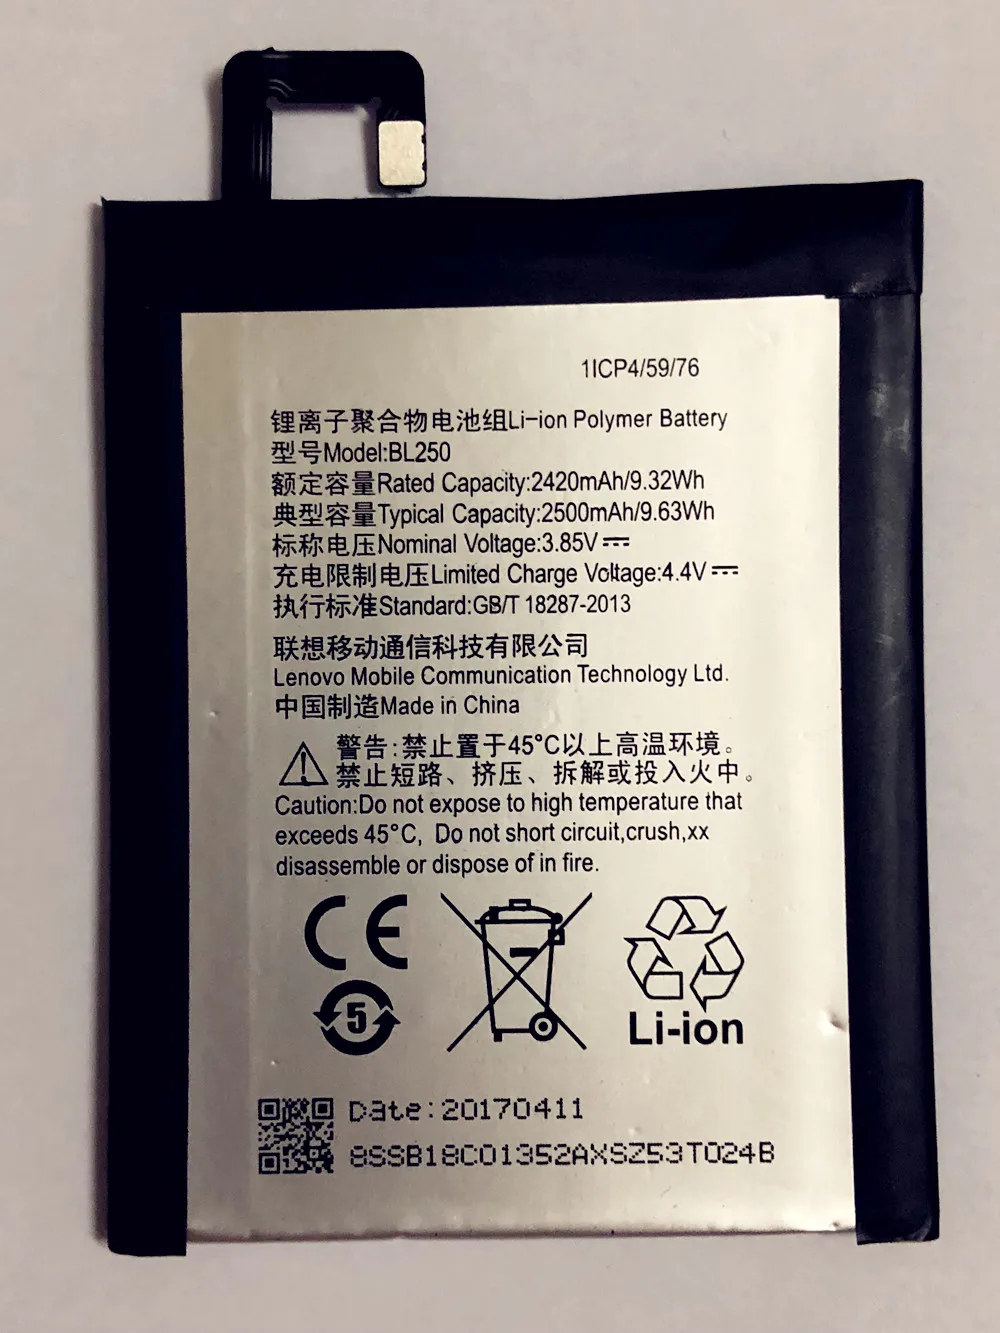 1ICP4/59/76
锂离子聚合物电池组Li-ion Polymer Battery
型号Model:BL250
额定容量Rated Capacity:2420mAh/9.32Wh
典型容量Typical Capacity:2500mAh/9.63Wh
标称电压Nominal Voltage:3.85V⎓
充电限制电压Limited Charge Voltage:4.4V⎓
执行标准Standard:GB/T 18287-2013
联想移动通信科技有限公司
Lenovo Mobile Communication Technology Ltd.
中国制造Made in China
警告:禁止置于45°C以上高温环境。
禁止短路、挤压、拆解或投入火中。
Caution:Do not expose to high temperature that
exceeds 45°C, Do not short circuit,crush,xx
disassemble or dispose of in fire.
CE
5
Li-ion
Date:20170411
8SSB18C01352AXSZ53T024B